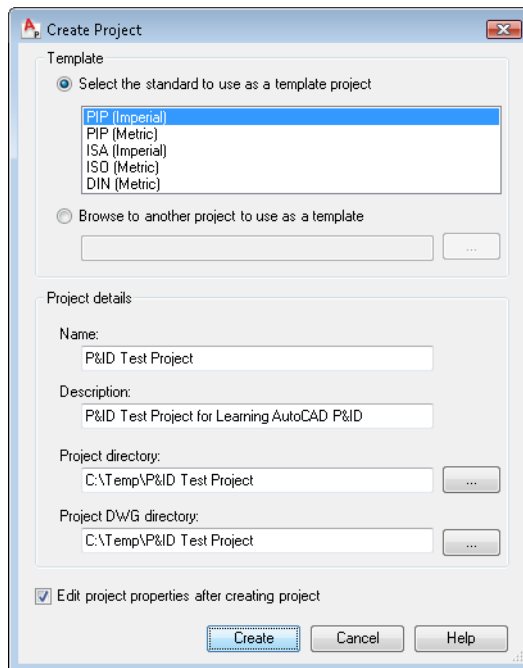 Create Project
Template
Select the standard to use as a template project
PIP (Imperial)
PIP (Metric)
ISA (Imperial)
ISO (Metric)
DIN (Metric)
Browse to another project to use as a template
...
Project details
Name:
P&ID Test Project
Description:
P&ID Test Project for Learning AutoCAD P&ID
Project directory:
C:\Temp\P&ID Test Project
...
Project DWG directory:
C:\Temp\P&ID Test Project
...
Edit project properties after creating project
Create Cancel Help